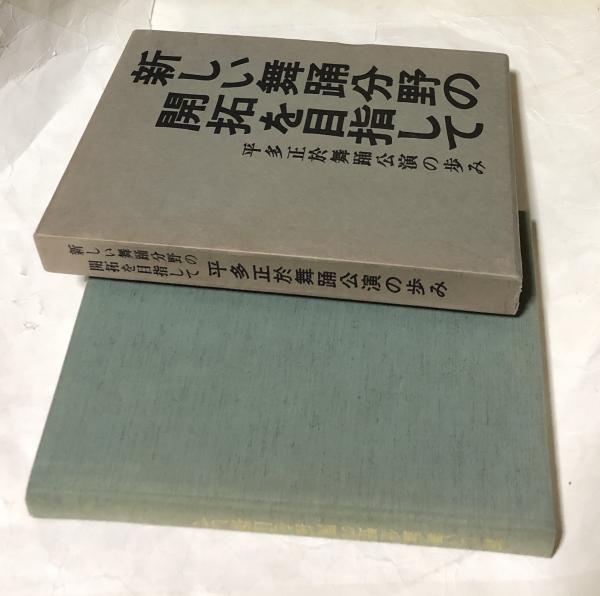 新しい舞踊分野の
開拓を目指して
平多正於舞踊公演の歩み
新しい舞踊分野の
開拓を目指して
平多正於舞踊公演の歩み